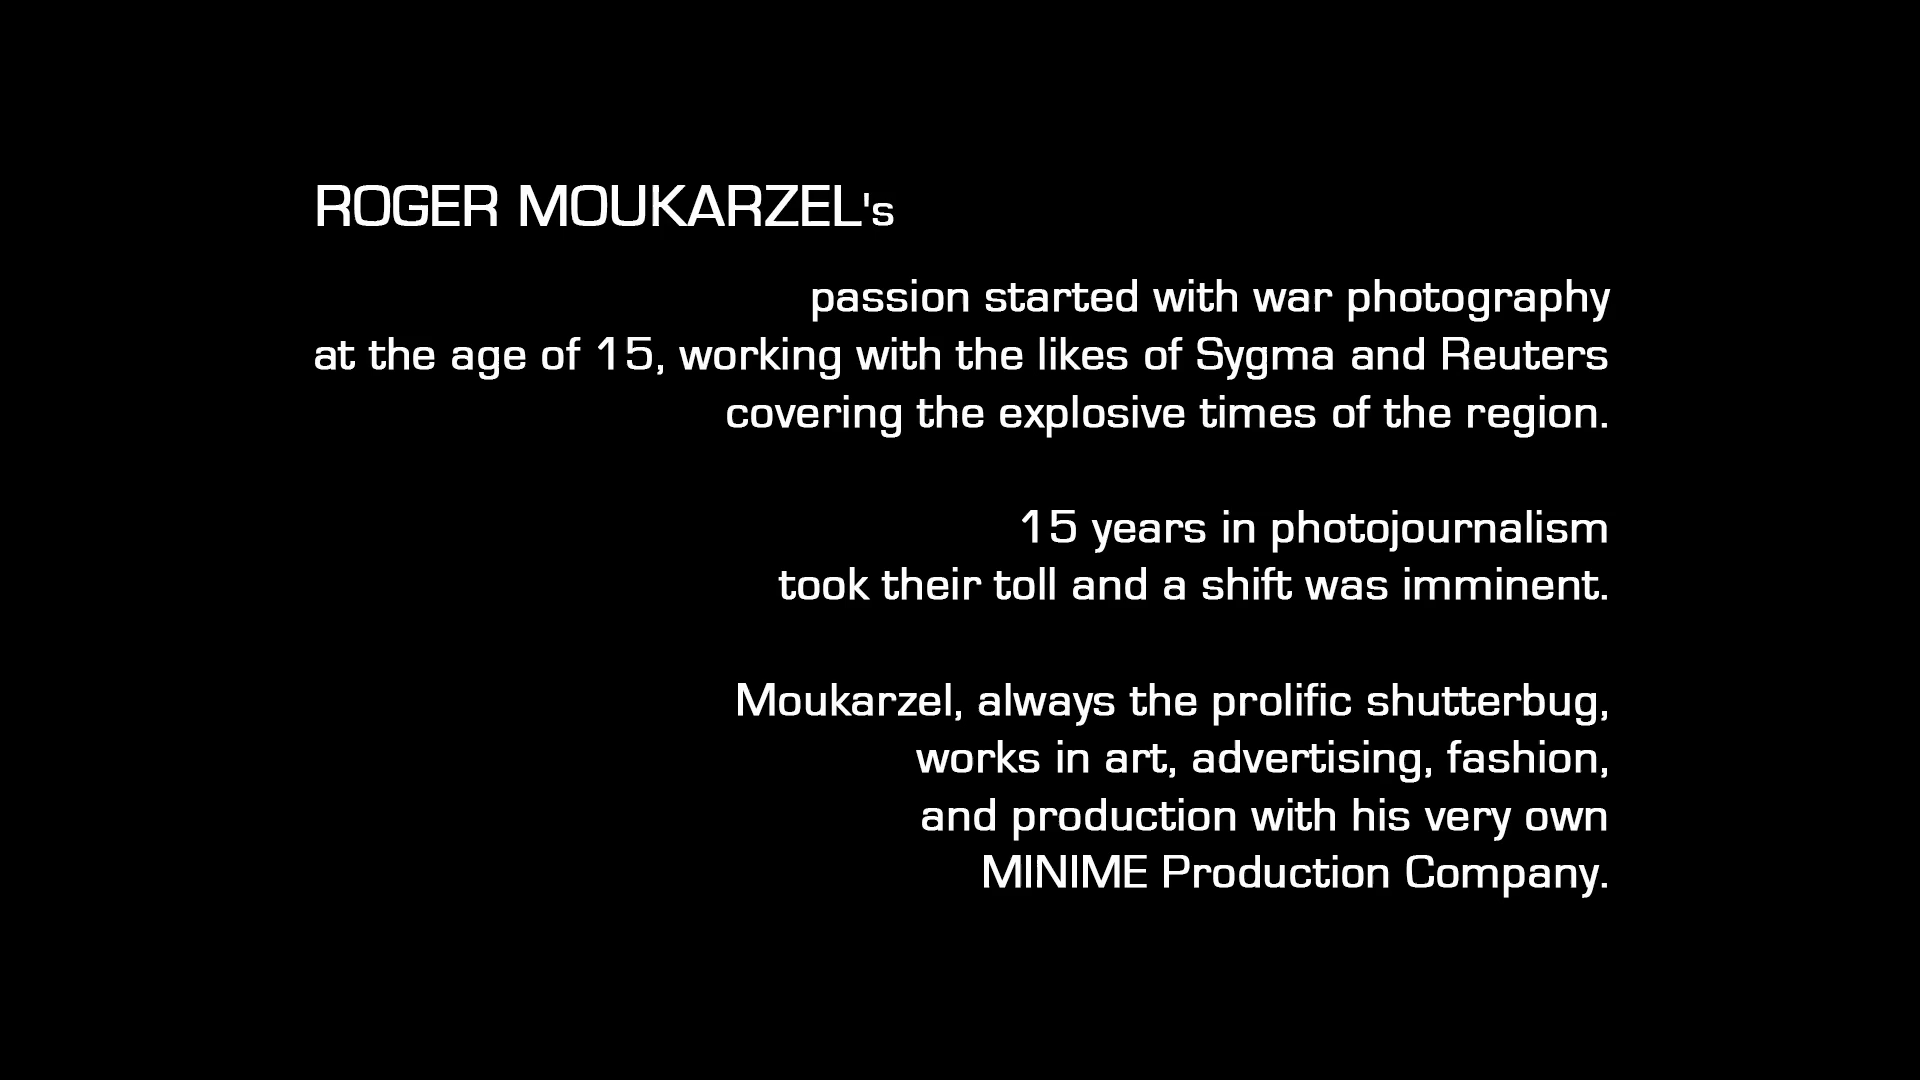 ROGER MOUKARZEL's
passion started with war photography
at the age of 15, working with the likes of Sygma and Reuters
covering the explosive times of the region.
15 years in photojournalism
took their toll and a shift was imminent.
Moukarzel, always the prolific shutterbug,
works in art, advertising, fashion,
and production with his very own
MINIME Production Company.